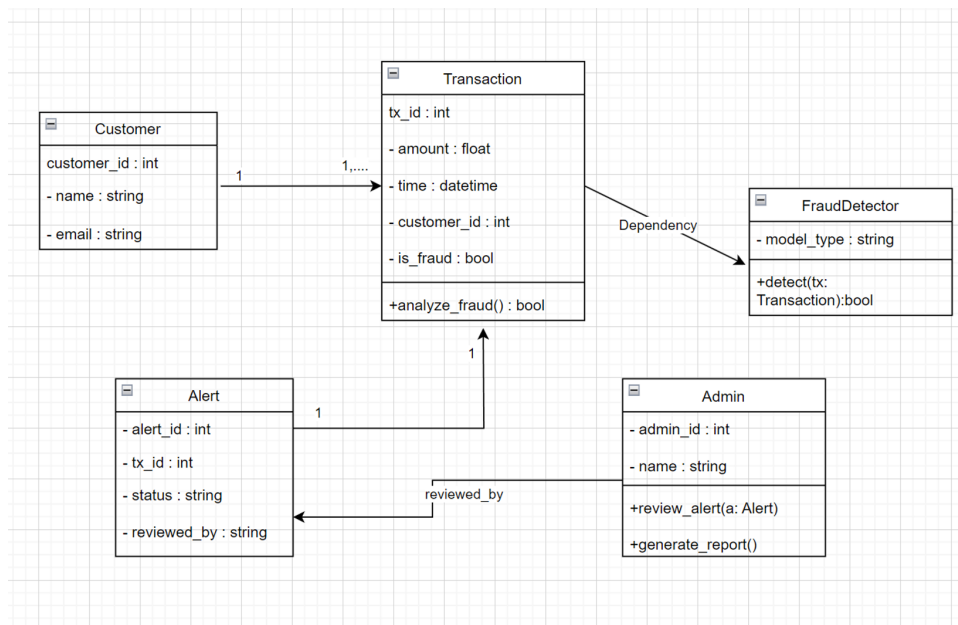 Transaction
tx_id : int
- amount : float
- time : datetime
- customer_id : int
- is_fraud : bool
+analyze_fraud() : bool
Customer
customer_id : int
- name : string
- email : string
1
1,....
Dependency
FraudDetector
- model_type : string
+detect(tx:
Transaction):bool
1
1
Alert
- alert_id : int
- tx_id : int
- status : string
- reviewed_by : string
reviewed_by
Admin
- admin_id : int
- name : string
+review_alert(a: Alert)
+generate_report()